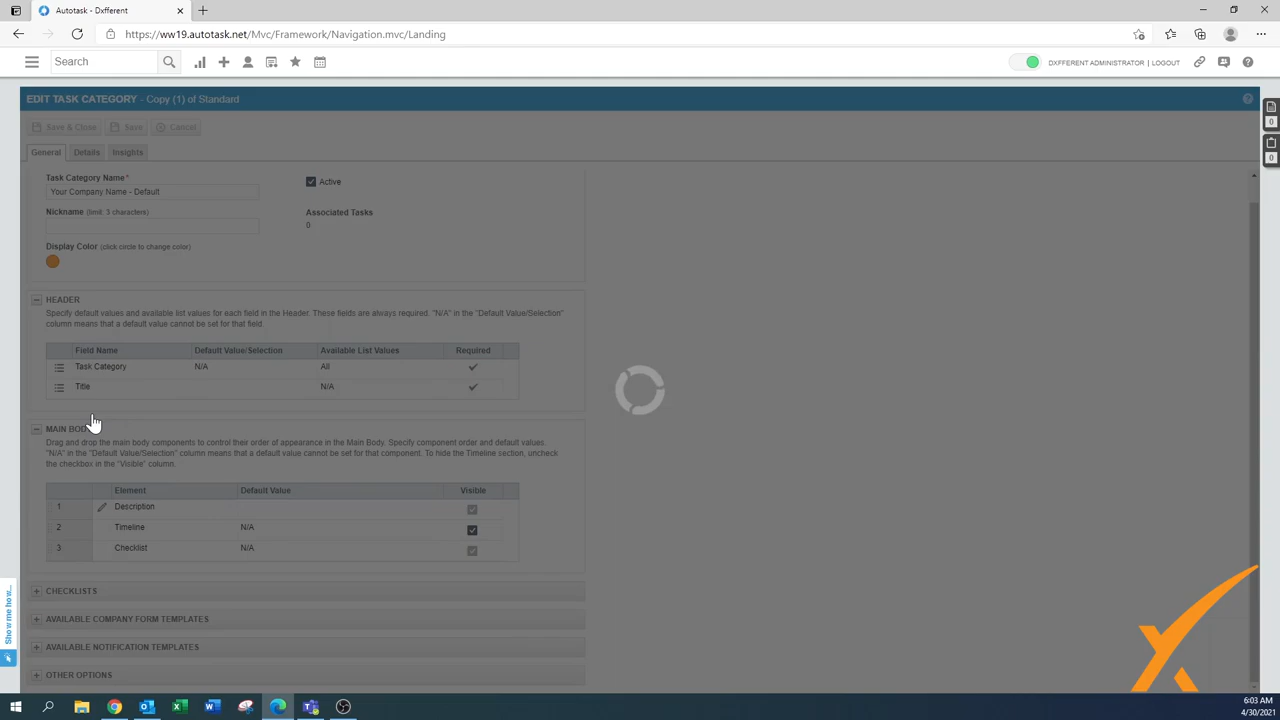 Autotask - Dxfferent
https://ww19.autotask.net/Mvc/Framework/Navigation.mvc/Landing
Search
DXFFERENT ADMINISTRATOR | LOGOUT
EDIT TASK CATEGORY - Copy (1) of Standard
Save & Close Save Cancel
General Details Insights
Task Category Name*
Your Company Name - Default
Active
Nickname (limit: 3 characters)
Associated Tasks
0
Display Color (click circle to change color)
HEADER
Specify default values and available list values for each field in the Header. These fields are always required. "N/A" in the "Default Value/Selection"
column means that a default value cannot be set for that field.
Field Name Default Value/Selection Available List Values Required
Task Category N/A All
Title N/A
MAIN BOD
Drag and drop the main body components to control their order of appearance in the Main Body. Specify component order and default values.
"N/A" in the "Default Value/Selection" column means that a default value cannot be set for that component. To hide the Timeline section, uncheck
the checkbox in the "Visible" column.
Element Default Value Visible
1 Description
2 Timeline N/A
3 Checklist N/A
CHECKLISTS
AVAILABLE COMPANY FORM TEMPLATES
AVAILABLE NOTIFICATION TEMPLATES
OTHER OPTIONS
0
0
Show me how...
6:03 AM
4/30/2021